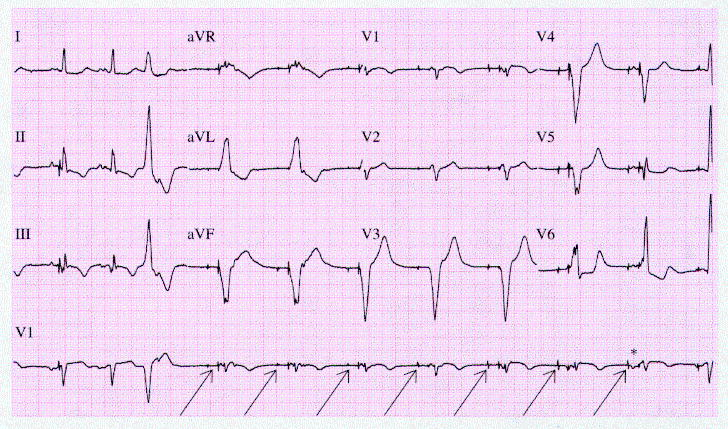 I aVR V1 V4
II aVL V2 V5
III aVF V3 V6
V1
*